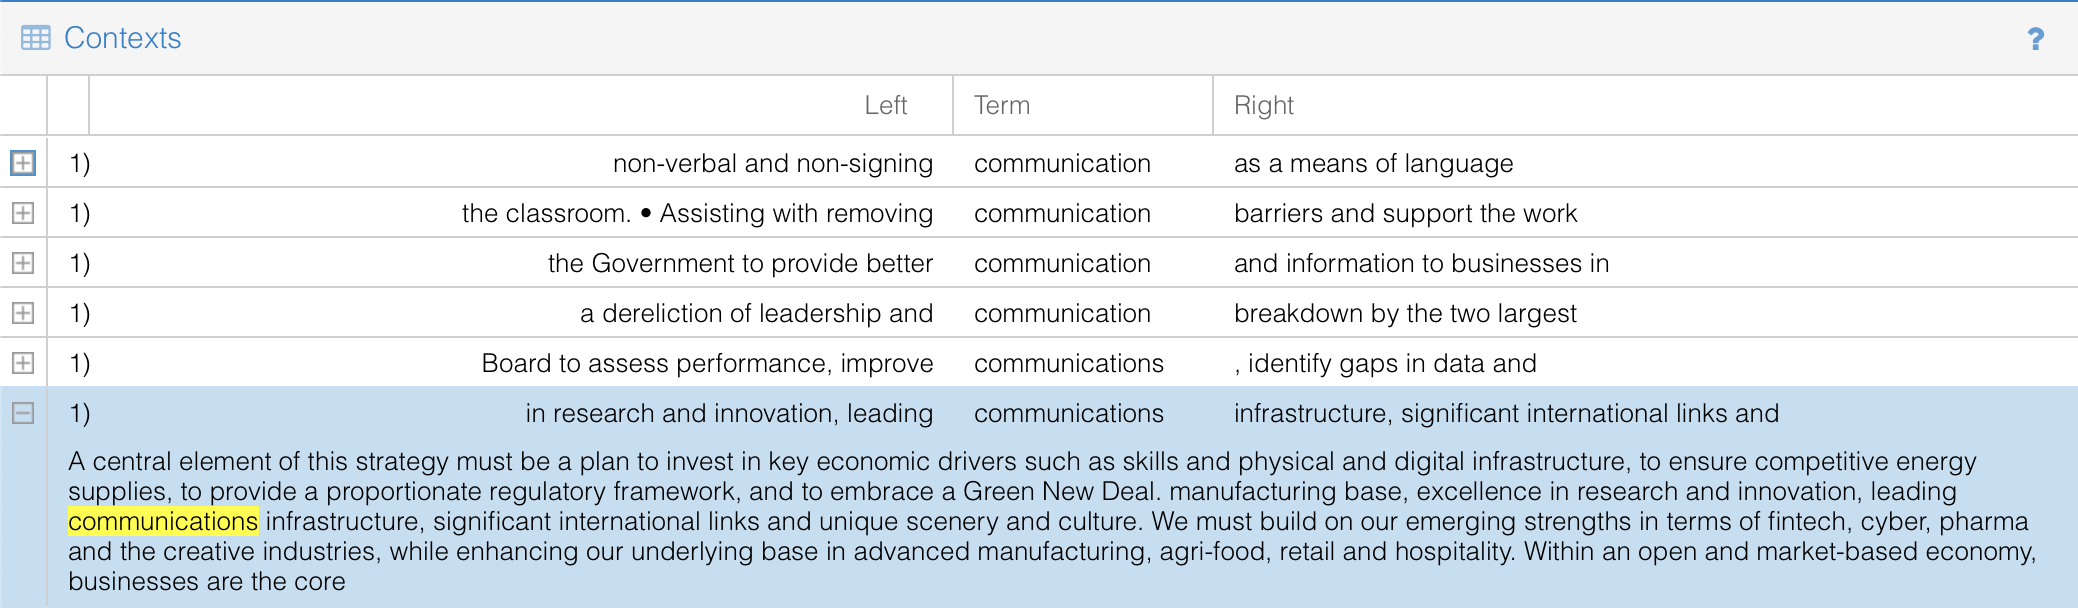 Contexts ?
Left Term Right
1) non-verbal and non-signing communication as a means of language
1) the classroom. • Assisting with removing communication barriers and support the work
1) the Government to provide better communication and information to businesses in
1) a dereliction of leadership and communication breakdown by the two largest
1) Board to assess performance, improve communications , identify gaps in data and
1) in research and innovation, leading communications infrastructure, significant international links and
A central element of this strategy must be a plan to invest in key economic drivers such as skills and physical and digital infrastructure, to ensure competitive energy
supplies, to provide a proportionate regulatory framework, and to embrace a Green New Deal. manufacturing base, excellence in research and innovation, leading
communications infrastructure, significant international links and unique scenery and culture. We must build on our emerging strengths in terms of fintech, cyber, pharma
and the creative industries, while enhancing our underlying base in advanced manufacturing, agri-food, retail and hospitality. Within an open and market-based economy,
businesses are the core